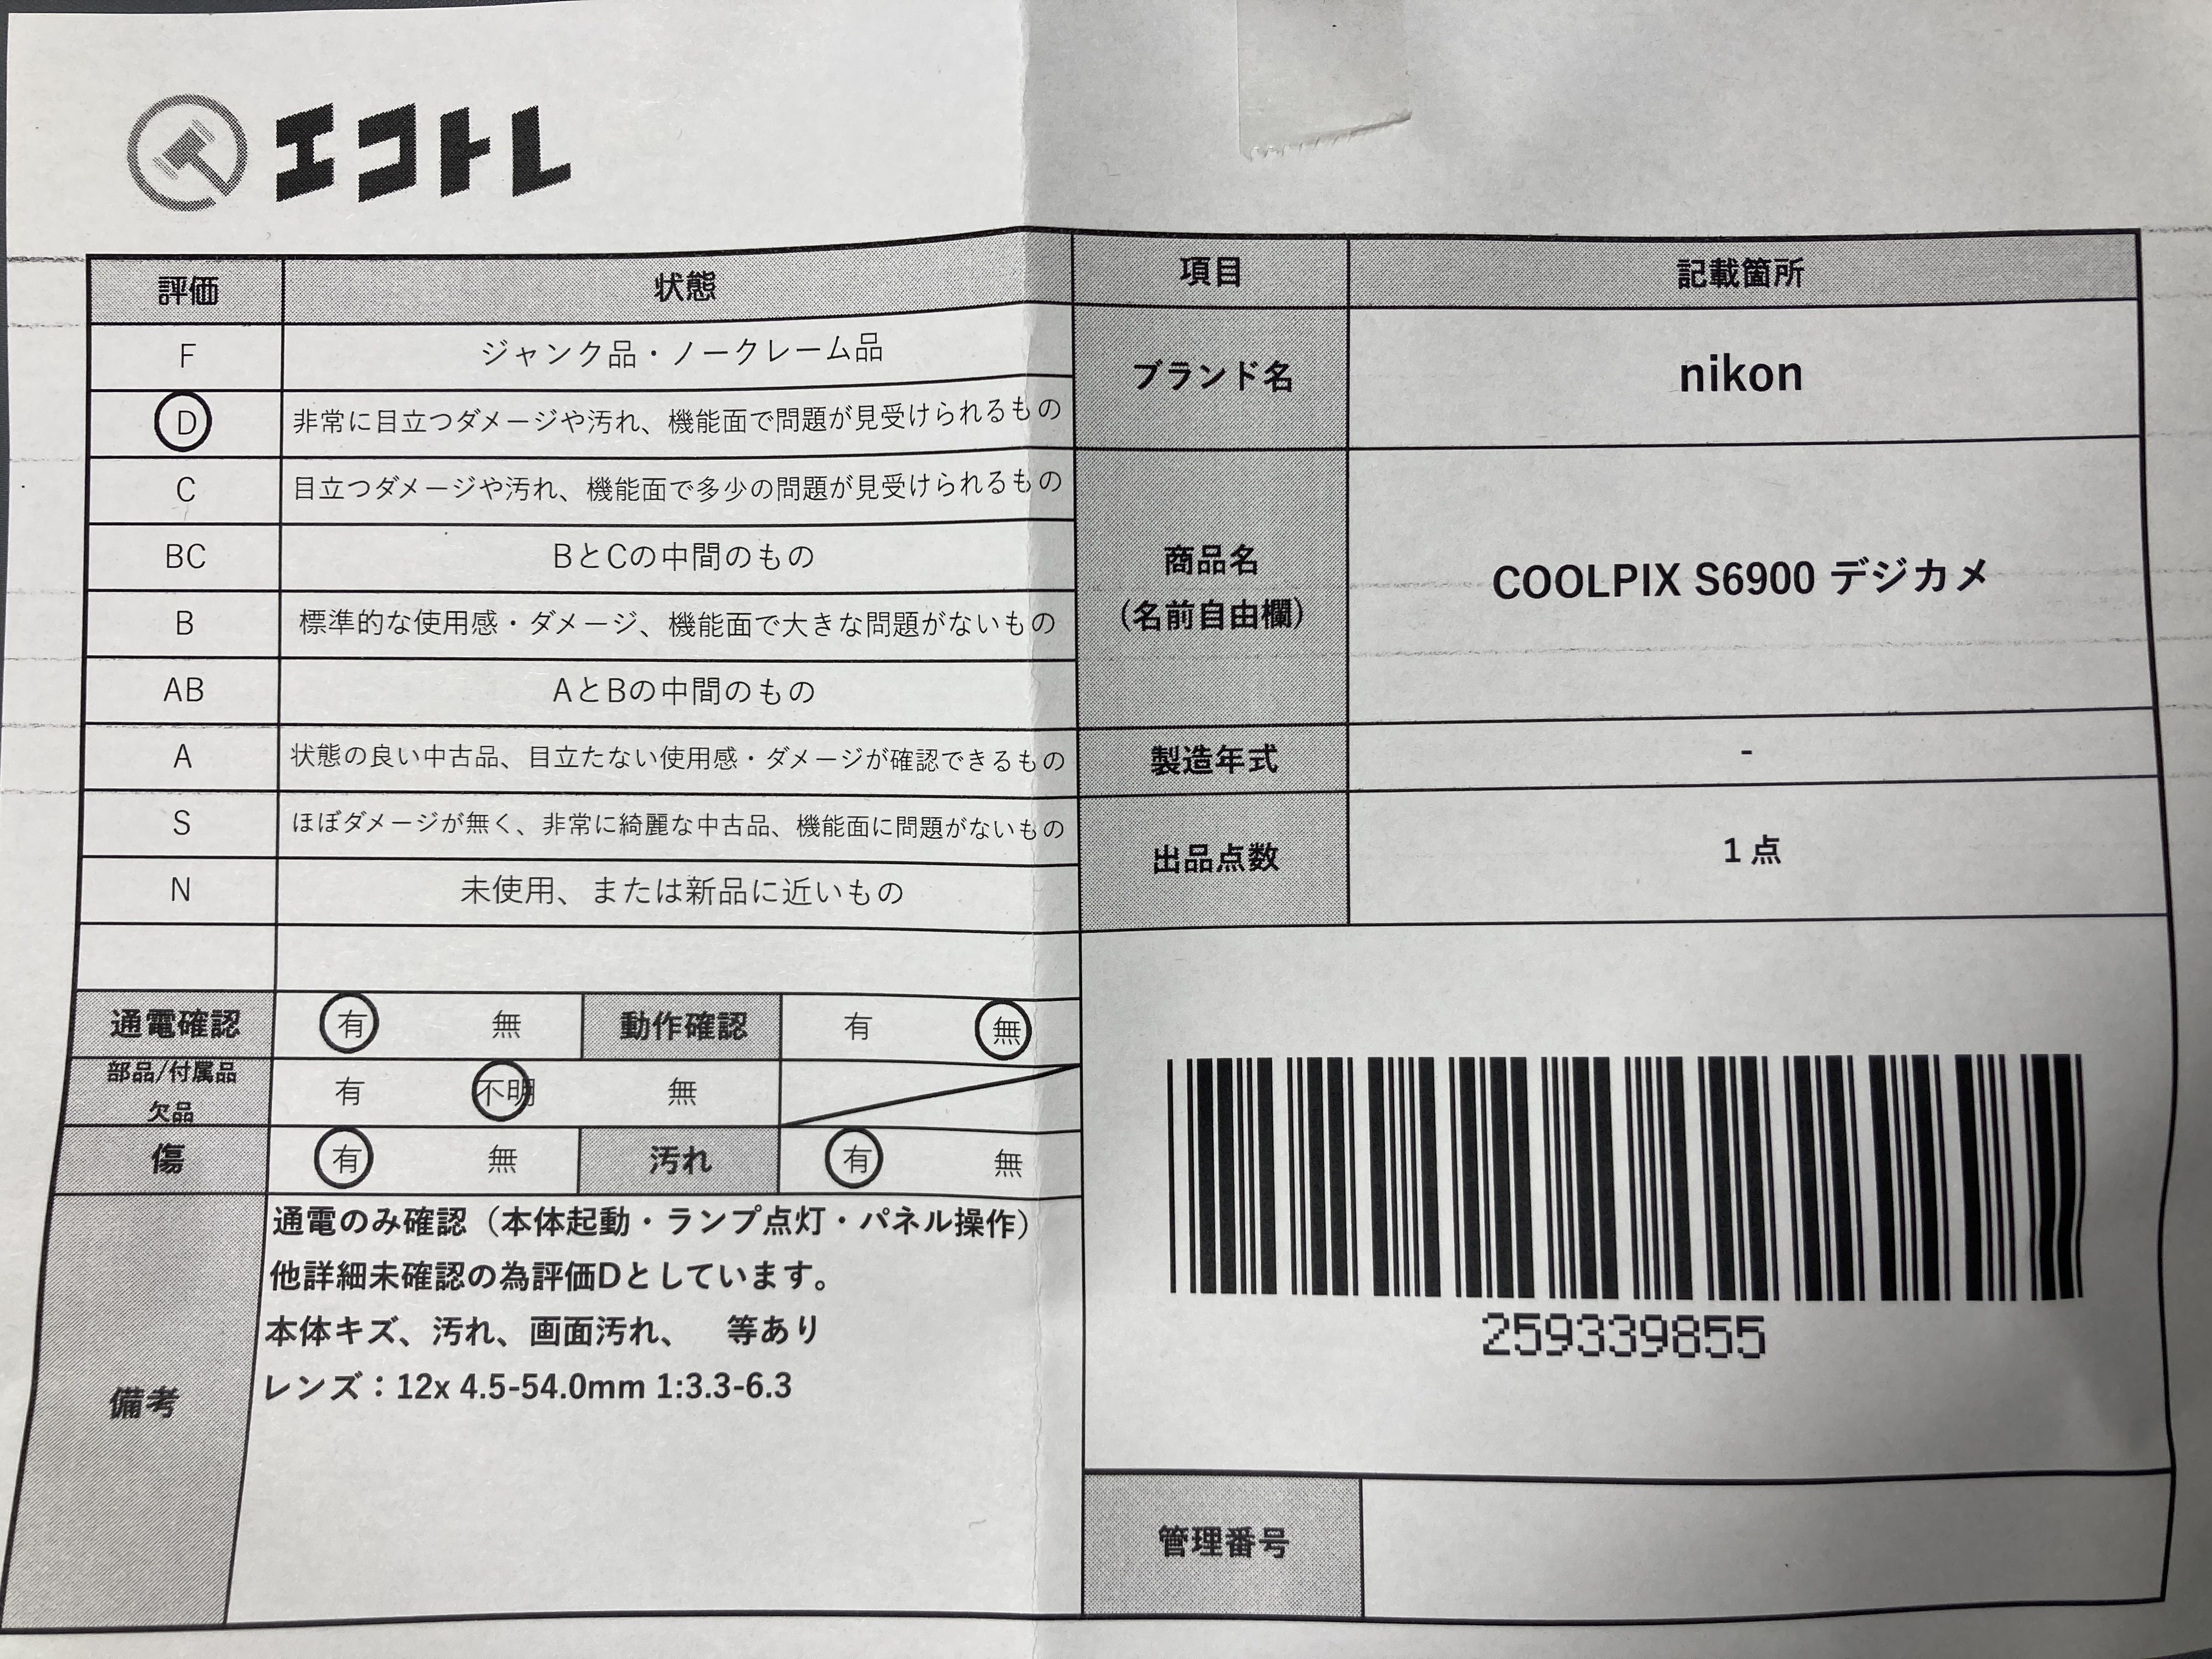 エコトレ
評価 状態
F ジャンク品・ノークレーム品
D 非常に目立つダメージや汚れ、機能面で問題が見受けられるもの
C 目立つダメージや汚れ、機能面で多少の問題が見受けられるもの
BC BとCの中間のもの
B 標準的な使用感・ダメージ、機能面で大きな問題がないもの
AB AとBの中間のもの
A 状態の良い中古品、目立たない使用感・ダメージが確認できるもの
S ほぼダメージが無く、非常に綺麗な中古品、機能面に問題がないもの
N 未使用、または新品に近いもの
通電確認 有 無 動作確認 有 無
部品/付属品
欠品
有 不明 無
傷 有 無 汚れ 有 無
備考
通電のみ確認（本体起動・ランプ点灯・パネル操作）
他詳細未確認の為評価Dとしています。
本体キズ、汚れ、画面汚れ、　等あり
レンズ：12x 4.5-54.0mm 1:3.3-6.3
項目 記載箇所
ブランド名 nikon
商品名
（名前自由欄）
COOLPIX S6900 デジカメ
製造年式 -
出品点数 1 点
259339855
管理番号